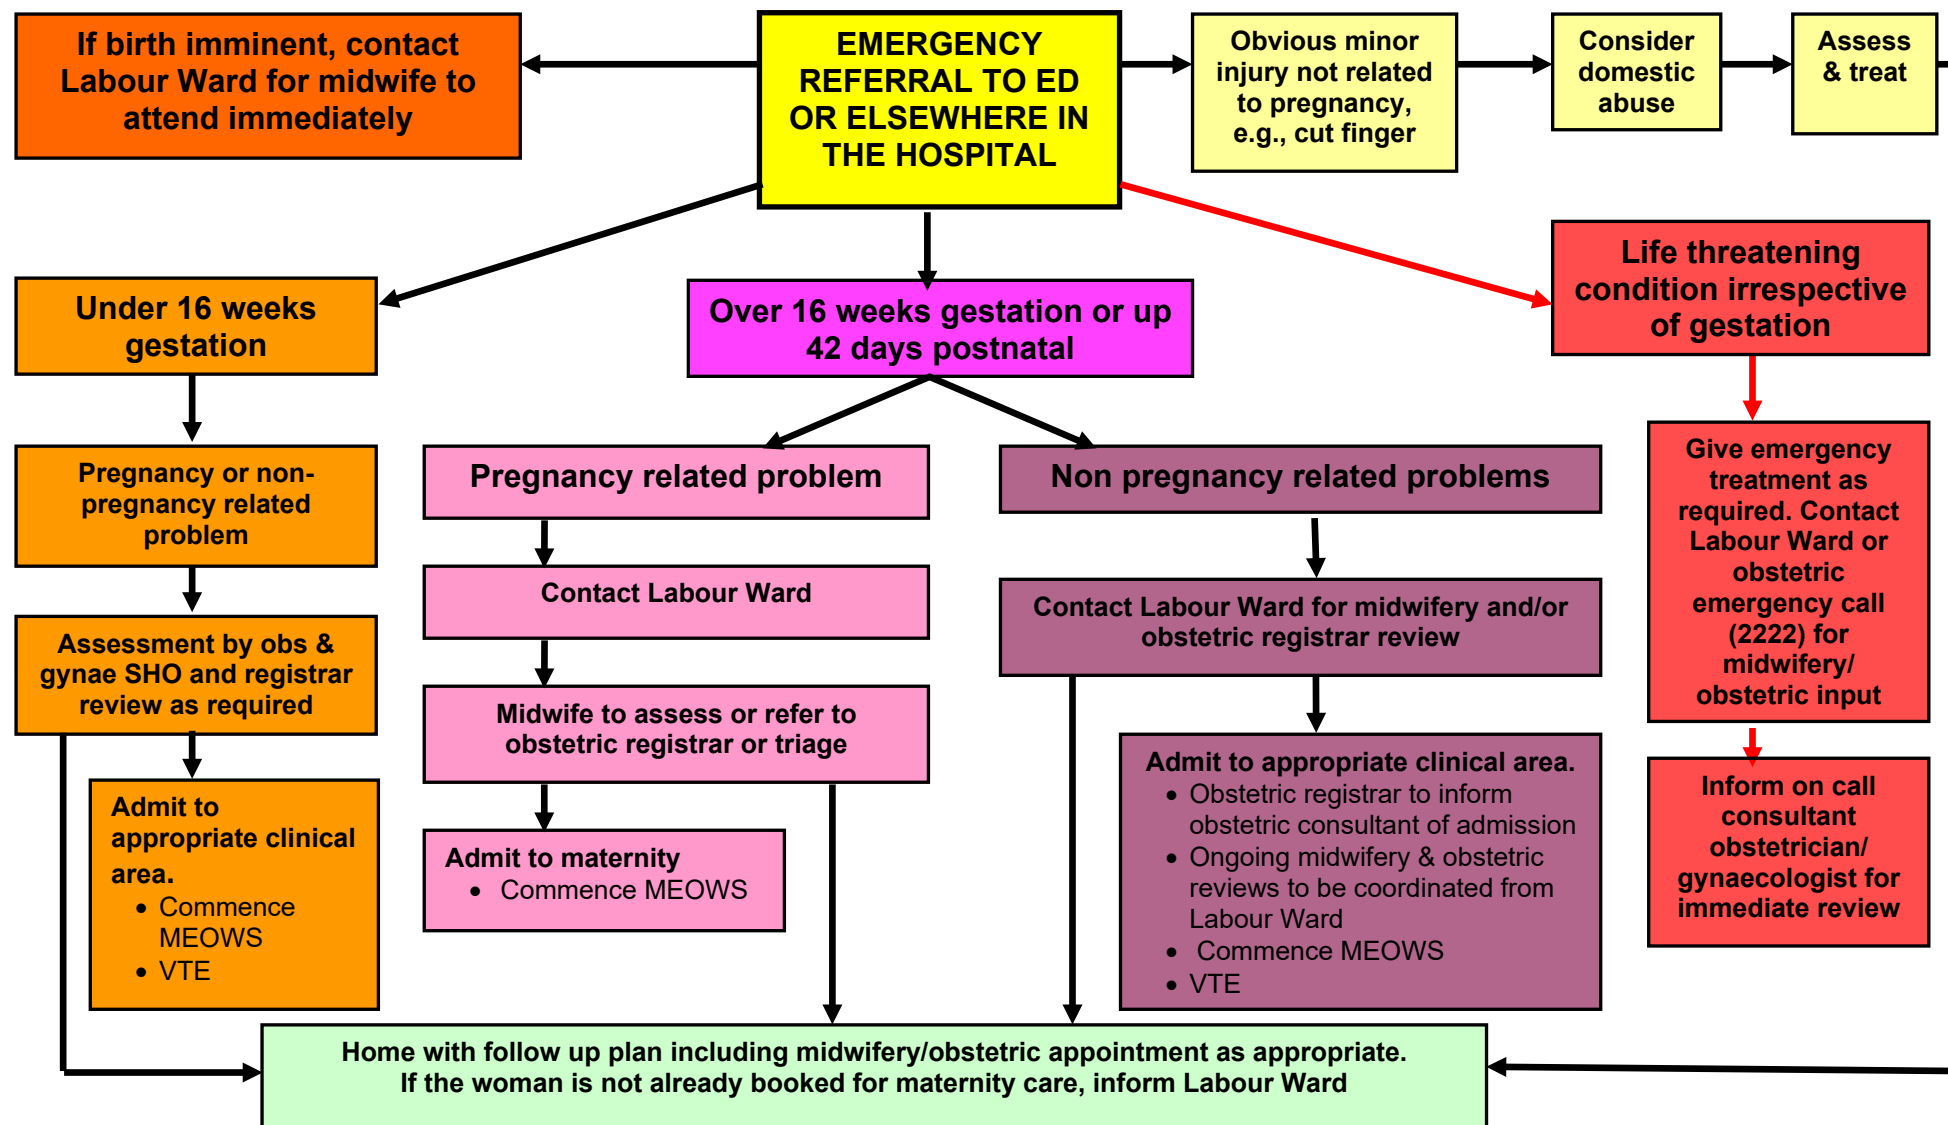 If birth imminent, contact
Labour Ward for midwife to
attend immediately
EMERGENCY
REFERRAL TO ED
OR ELSEWHERE IN
THE HOSPITAL
Obvious minor
injury not related
to pregnancy,
e.g., cut finger
Consider
domestic
abuse
Assess
& treat
Under 16 weeks
gestation
Over 16 weeks gestation or up
42 days postnatal
Life threatening
condition irrespective
of gestation
Pregnancy or non-
pregnancy related
problem
Pregnancy related problem
Non pregnancy related problems
Give emergency
treatment as
required. Contact
Labour Ward or
obstetric
emergency call
(2222) for
midwifery/
obstetric input
Contact Labour Ward
Contact Labour Ward for midwifery and/or
obstetric registrar review
Assessment by obs &
gynae SHO and registrar
review as required
Midwife to assess or refer to
obstetric registrar or triage
Admit to
appropriate clinical
area.
• Commence
MEOWS
• VTE
Admit to maternity
• Commence MEOWS
Admit to appropriate clinical area.
• Obstetric registrar to inform
obstetric consultant of admission
• Ongoing midwifery & obstetric
reviews to be coordinated from
Labour Ward
• Commence MEOWS
• VTE
Inform on call
consultant
obstetrician/
gynaecologist for
immediate review
Home with follow up plan including midwifery/obstetric appointment as appropriate.
If the woman is not already booked for maternity care, inform Labour Ward